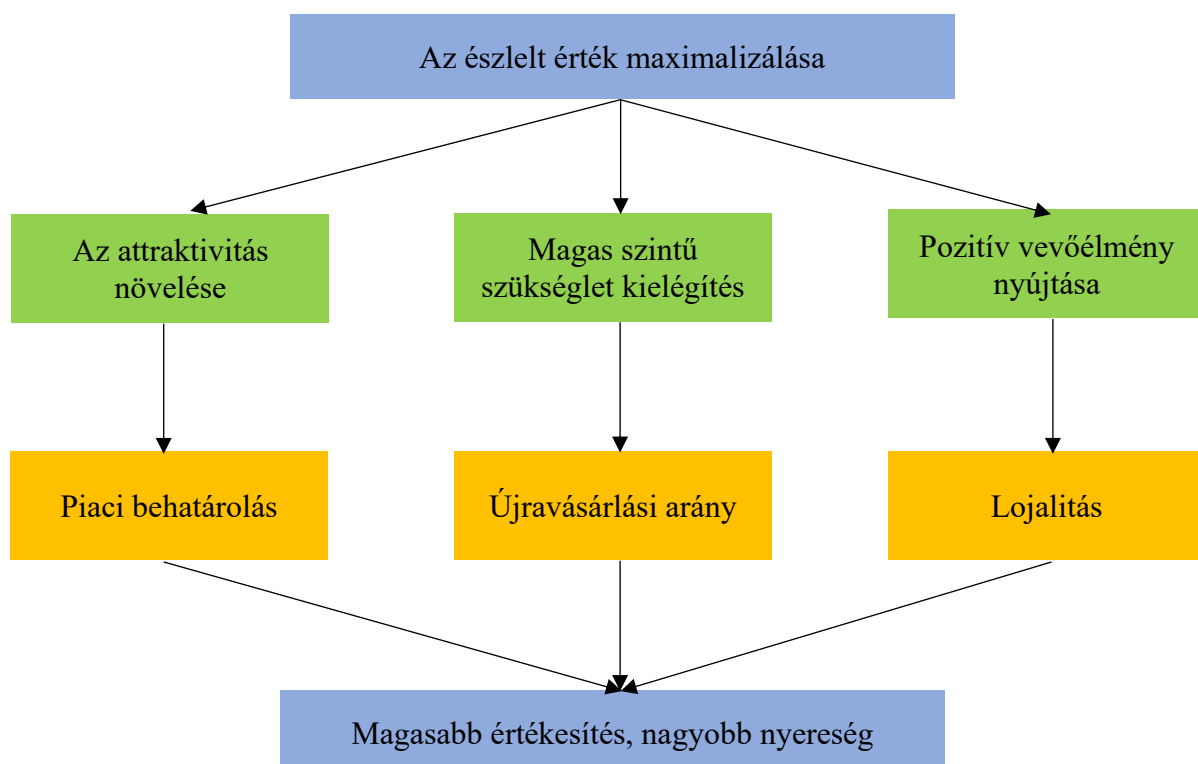 Az észlelt érték maximalizálása
Az attraktivitás
növelése
Magas szintű
szükséglet kielégítés
Pozitív vevőélmény
nyújtása
Piaci behatárolás
Újravásárlási arány
Lojalitás
Magasabb értékesítés, nagyobb nyereség